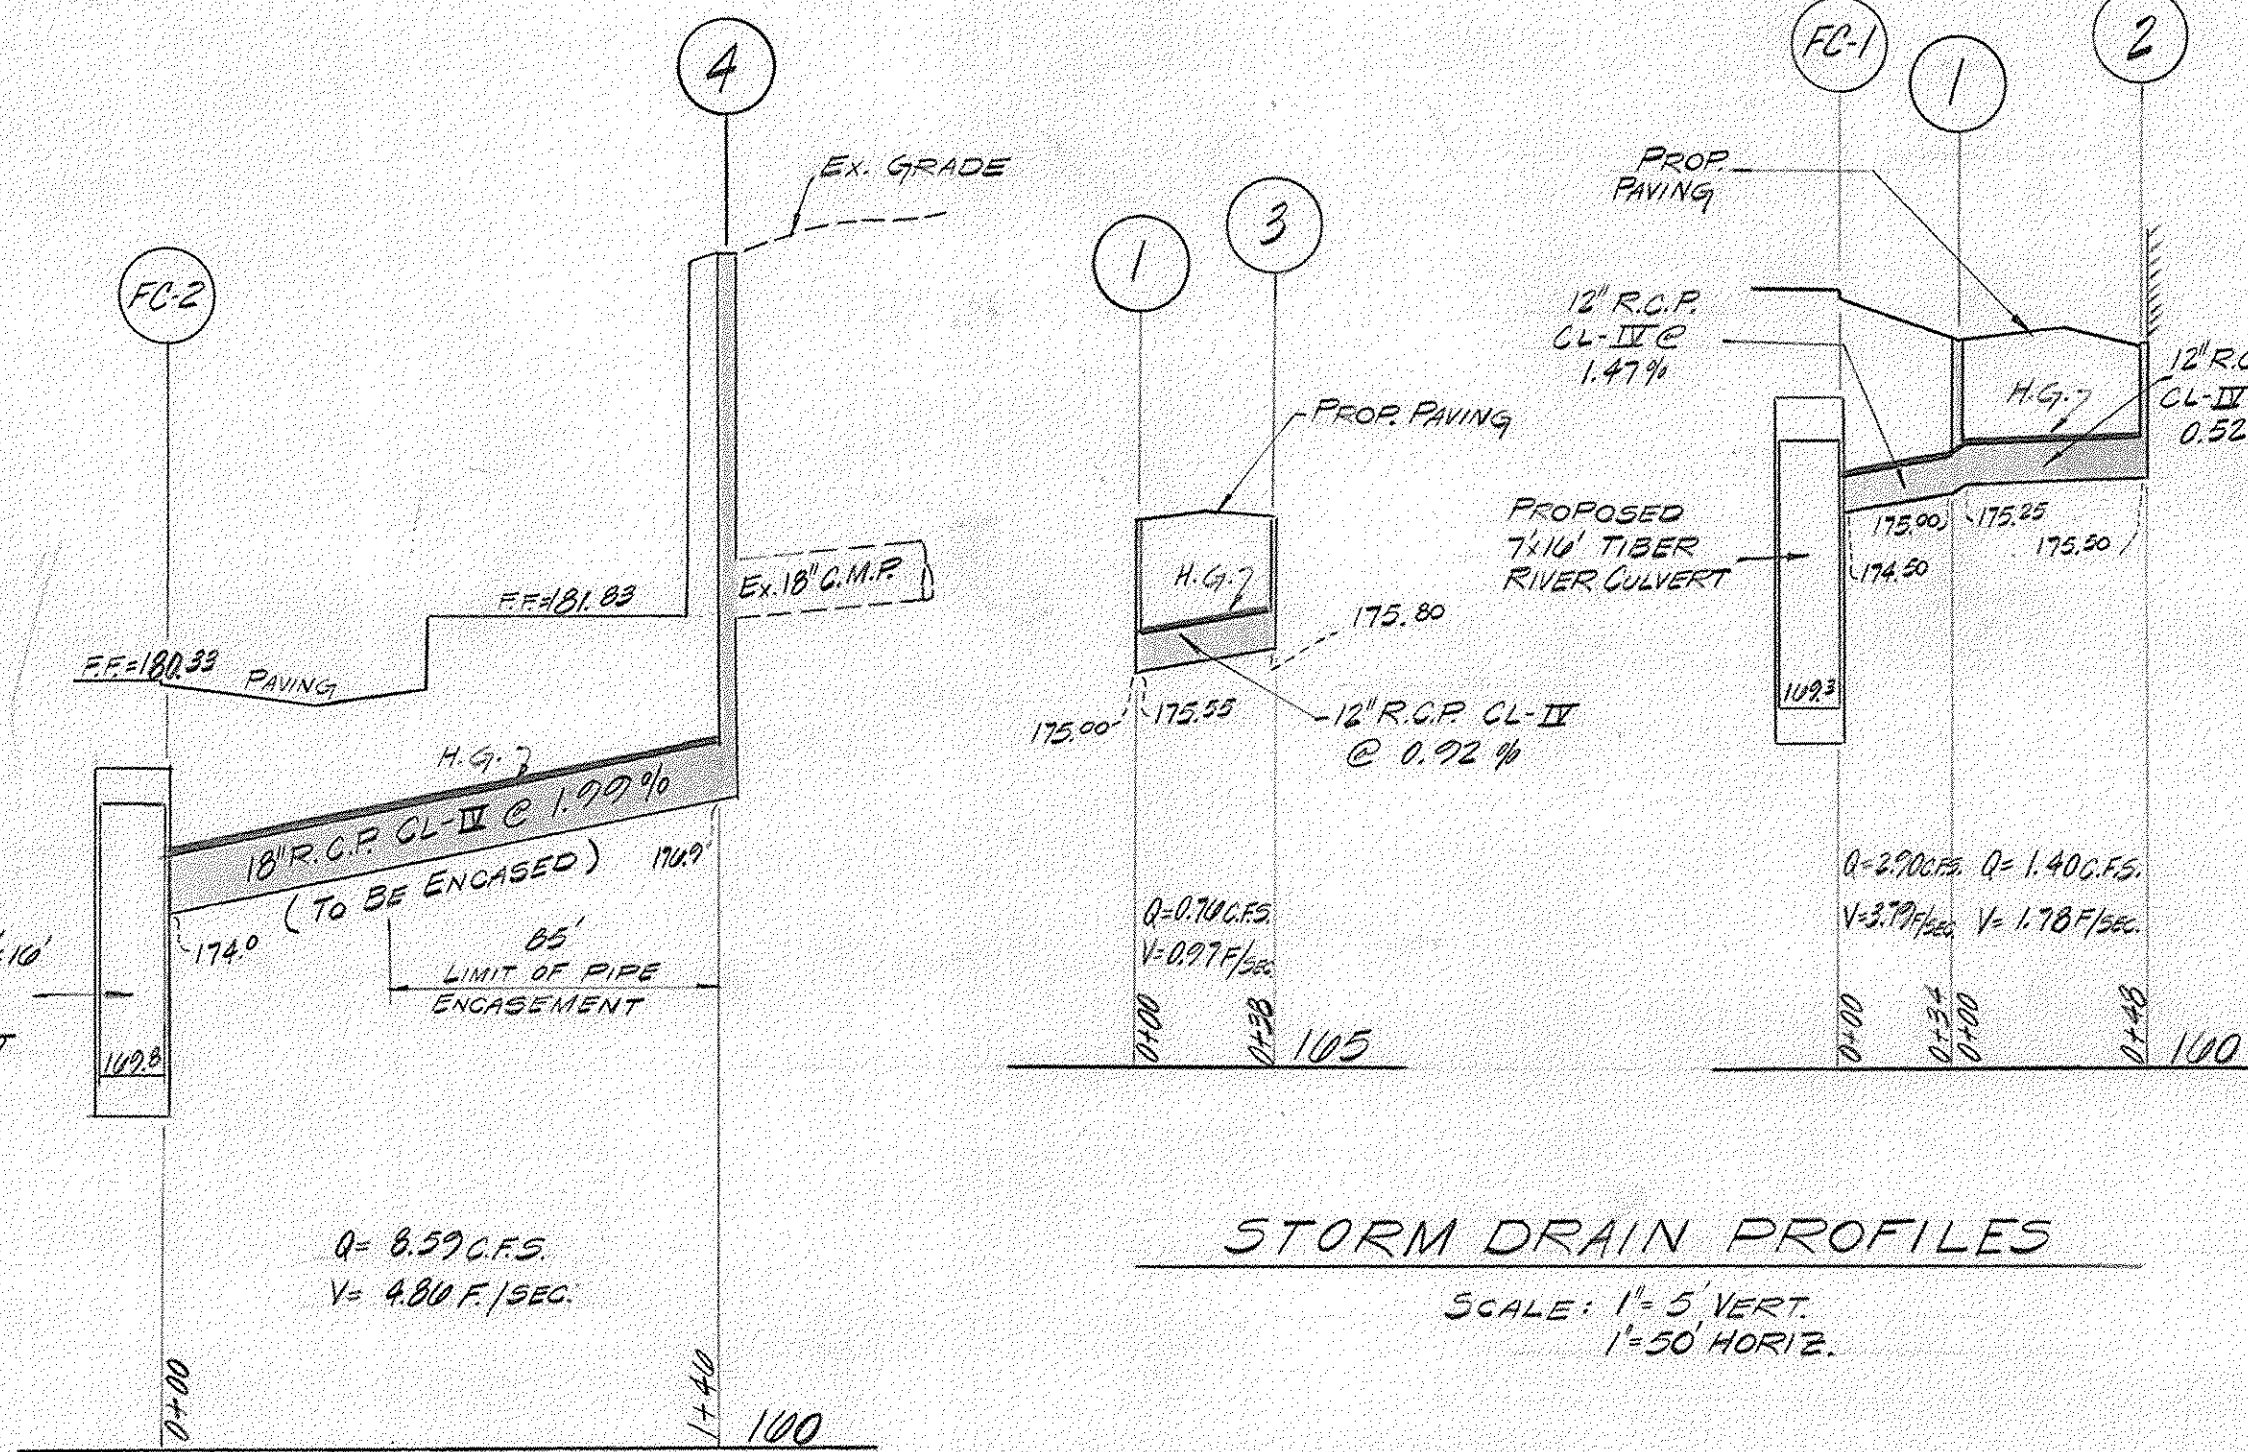 4
EX. GRADE
FC-2
F.F.=181.83
EX. 18" C.M.P.
F.F.=180.33
PAVING
H.G.
18" R.C.P. CL-IV @ 1.99%
(TO BE ENCASED)
176.9
174.0
85'
LIMIT OF PIPE
ENCASEMENT
16'
169.8
Q= 8.59 C.F.S.
V= 4.86 F./SEC.
0+00
160
1
3
PROP. PAVING
H.G.
175.80
175.00
175.55
12" R.C.P. CL-IV
@ 0.92 %
Q=0.76 C.F.S.
V=0.97 F/SEC
0+00
0+38
165
FC-1
1
2
PROP.
PAVING
12" R.C.P.
CL-IV @
1.47%
H.G.
12" R.C
CL-IV
0.52
PROPOSED
7'x16' TIBER
RIVER CULVERT
175.00
175.25
174.50
175.50
169.3
Q=2.90 C.F.S. Q= 1.40 C.F.S.
V=3.79 F/SEC. V= 1.78 F/SEC.
0+00
0+34
0+00
0+48
160
STORM DRAIN PROFILES
SCALE: 1"= 5' VERT.
1"=50' HORIZ.